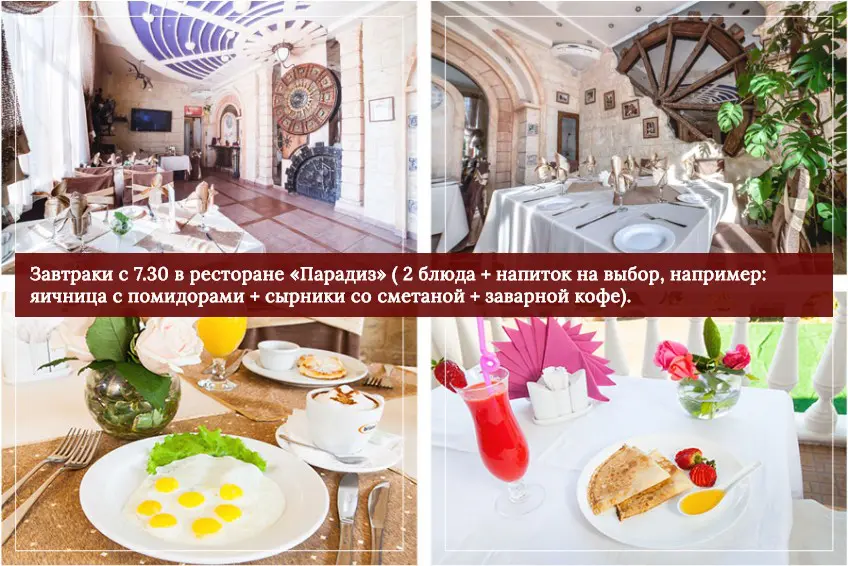 Завтраки с 7.30 в ресторане «Парадиз» ( 2 блюда + напиток на выбор, например:
яичница с помидорами + сырники со сметаной + заварной кофе).